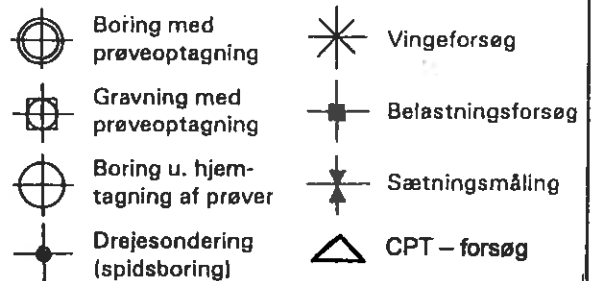 Boring med
prøveoptagning
Gravning med
prøveoptagning
Boring u. hjem-
tagning af prøver
Drejesondering
(spidsboring)
Vingeforsøg
Belastningsforsøg
Sætningsmåling
CPT – forsøg